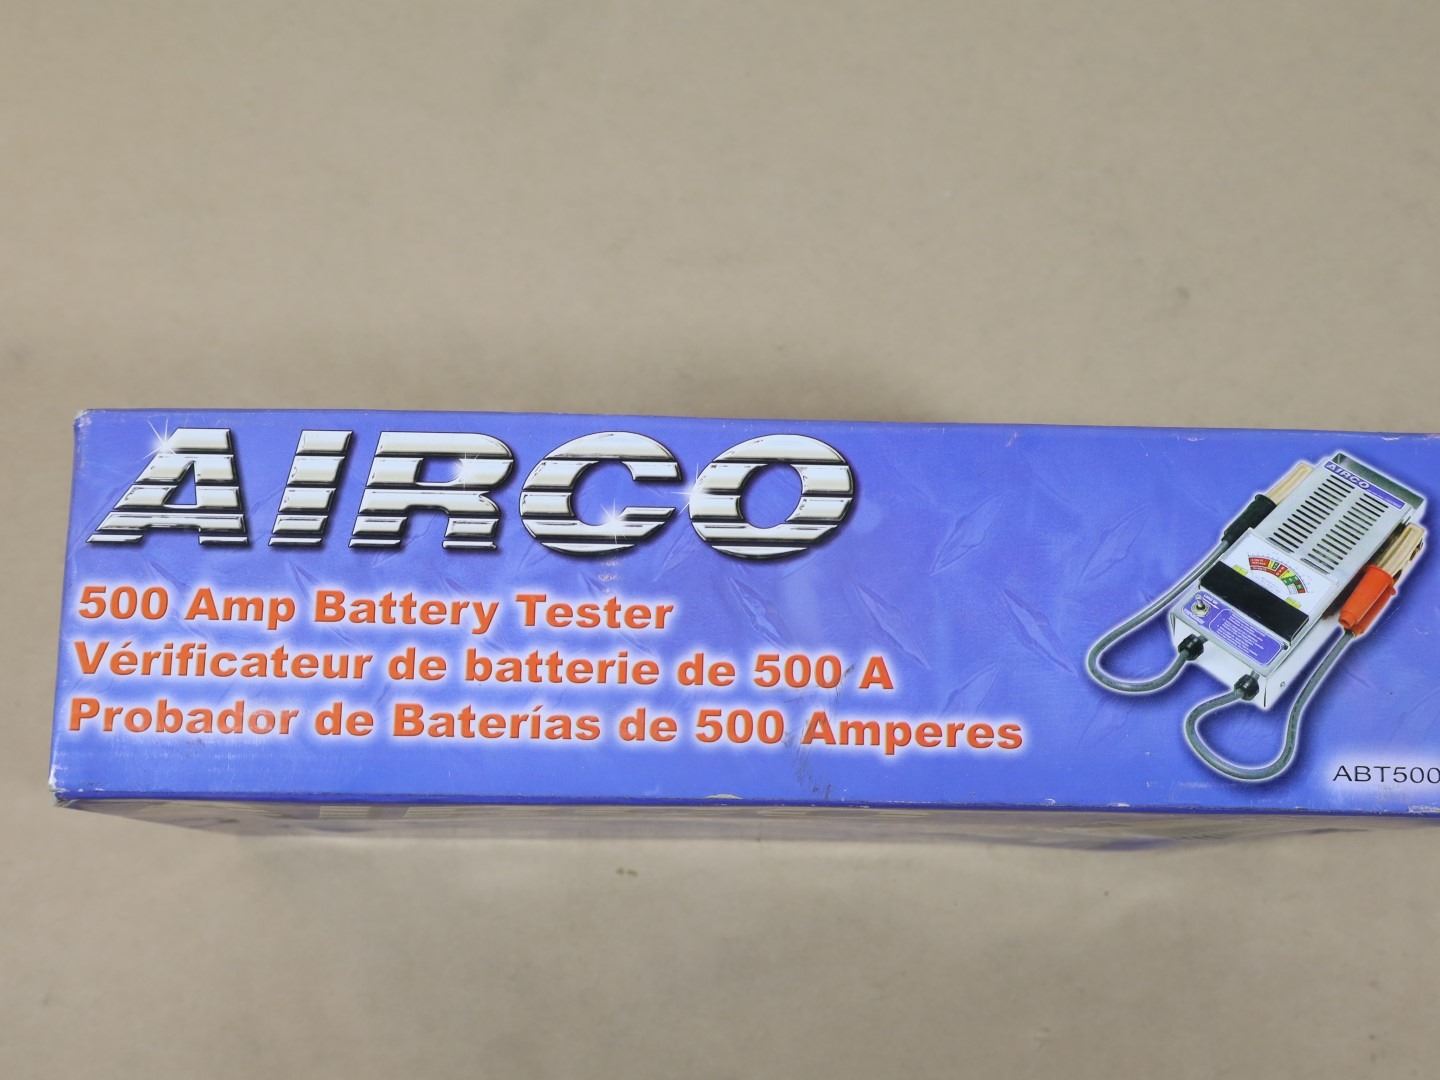 AIRCO
500 Amp Battery Tester
Vérificateur de batterie de 500 A
Probador de Baterías de 500 Amperes
AIRCO
ABT500